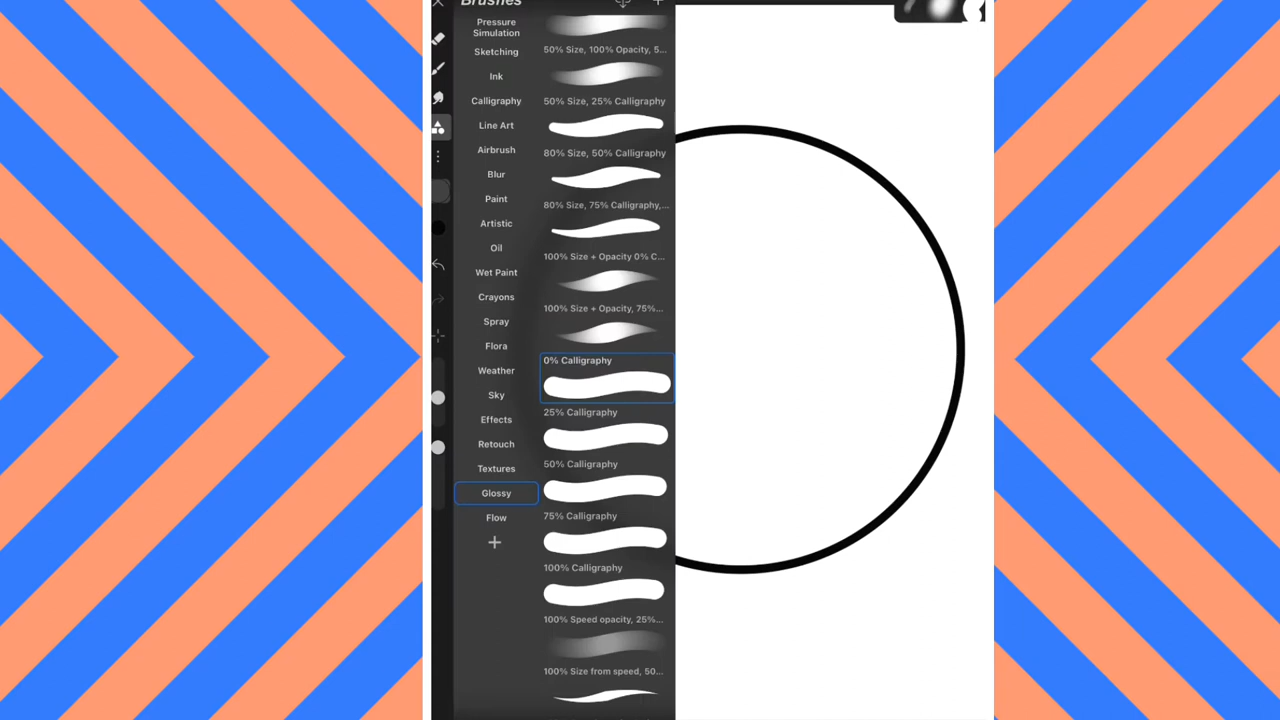 Brushes
Pressure
Simulation
Sketching
Ink
Calligraphy
Line Art
Airbrush
Blur
Paint
Artistic
Oil
Wet Paint
Crayons
Spray
Flora
Weather
Sky
Effects
Retouch
Textures
Glossy
Flow
50% Size, 100% Opacity, 5...
50% Size, 25% Calligraphy
80% Size, 50% Calligraphy
80% Size, 75% Calligraphy,...
100% Size + Opacity 0% C...
100% Size + Opacity, 75%...
0% Calligraphy
25% Calligraphy
50% Calligraphy
75% Calligraphy
100% Calligraphy
100% Speed opacity, 25%...
100% Size from speed, 50...